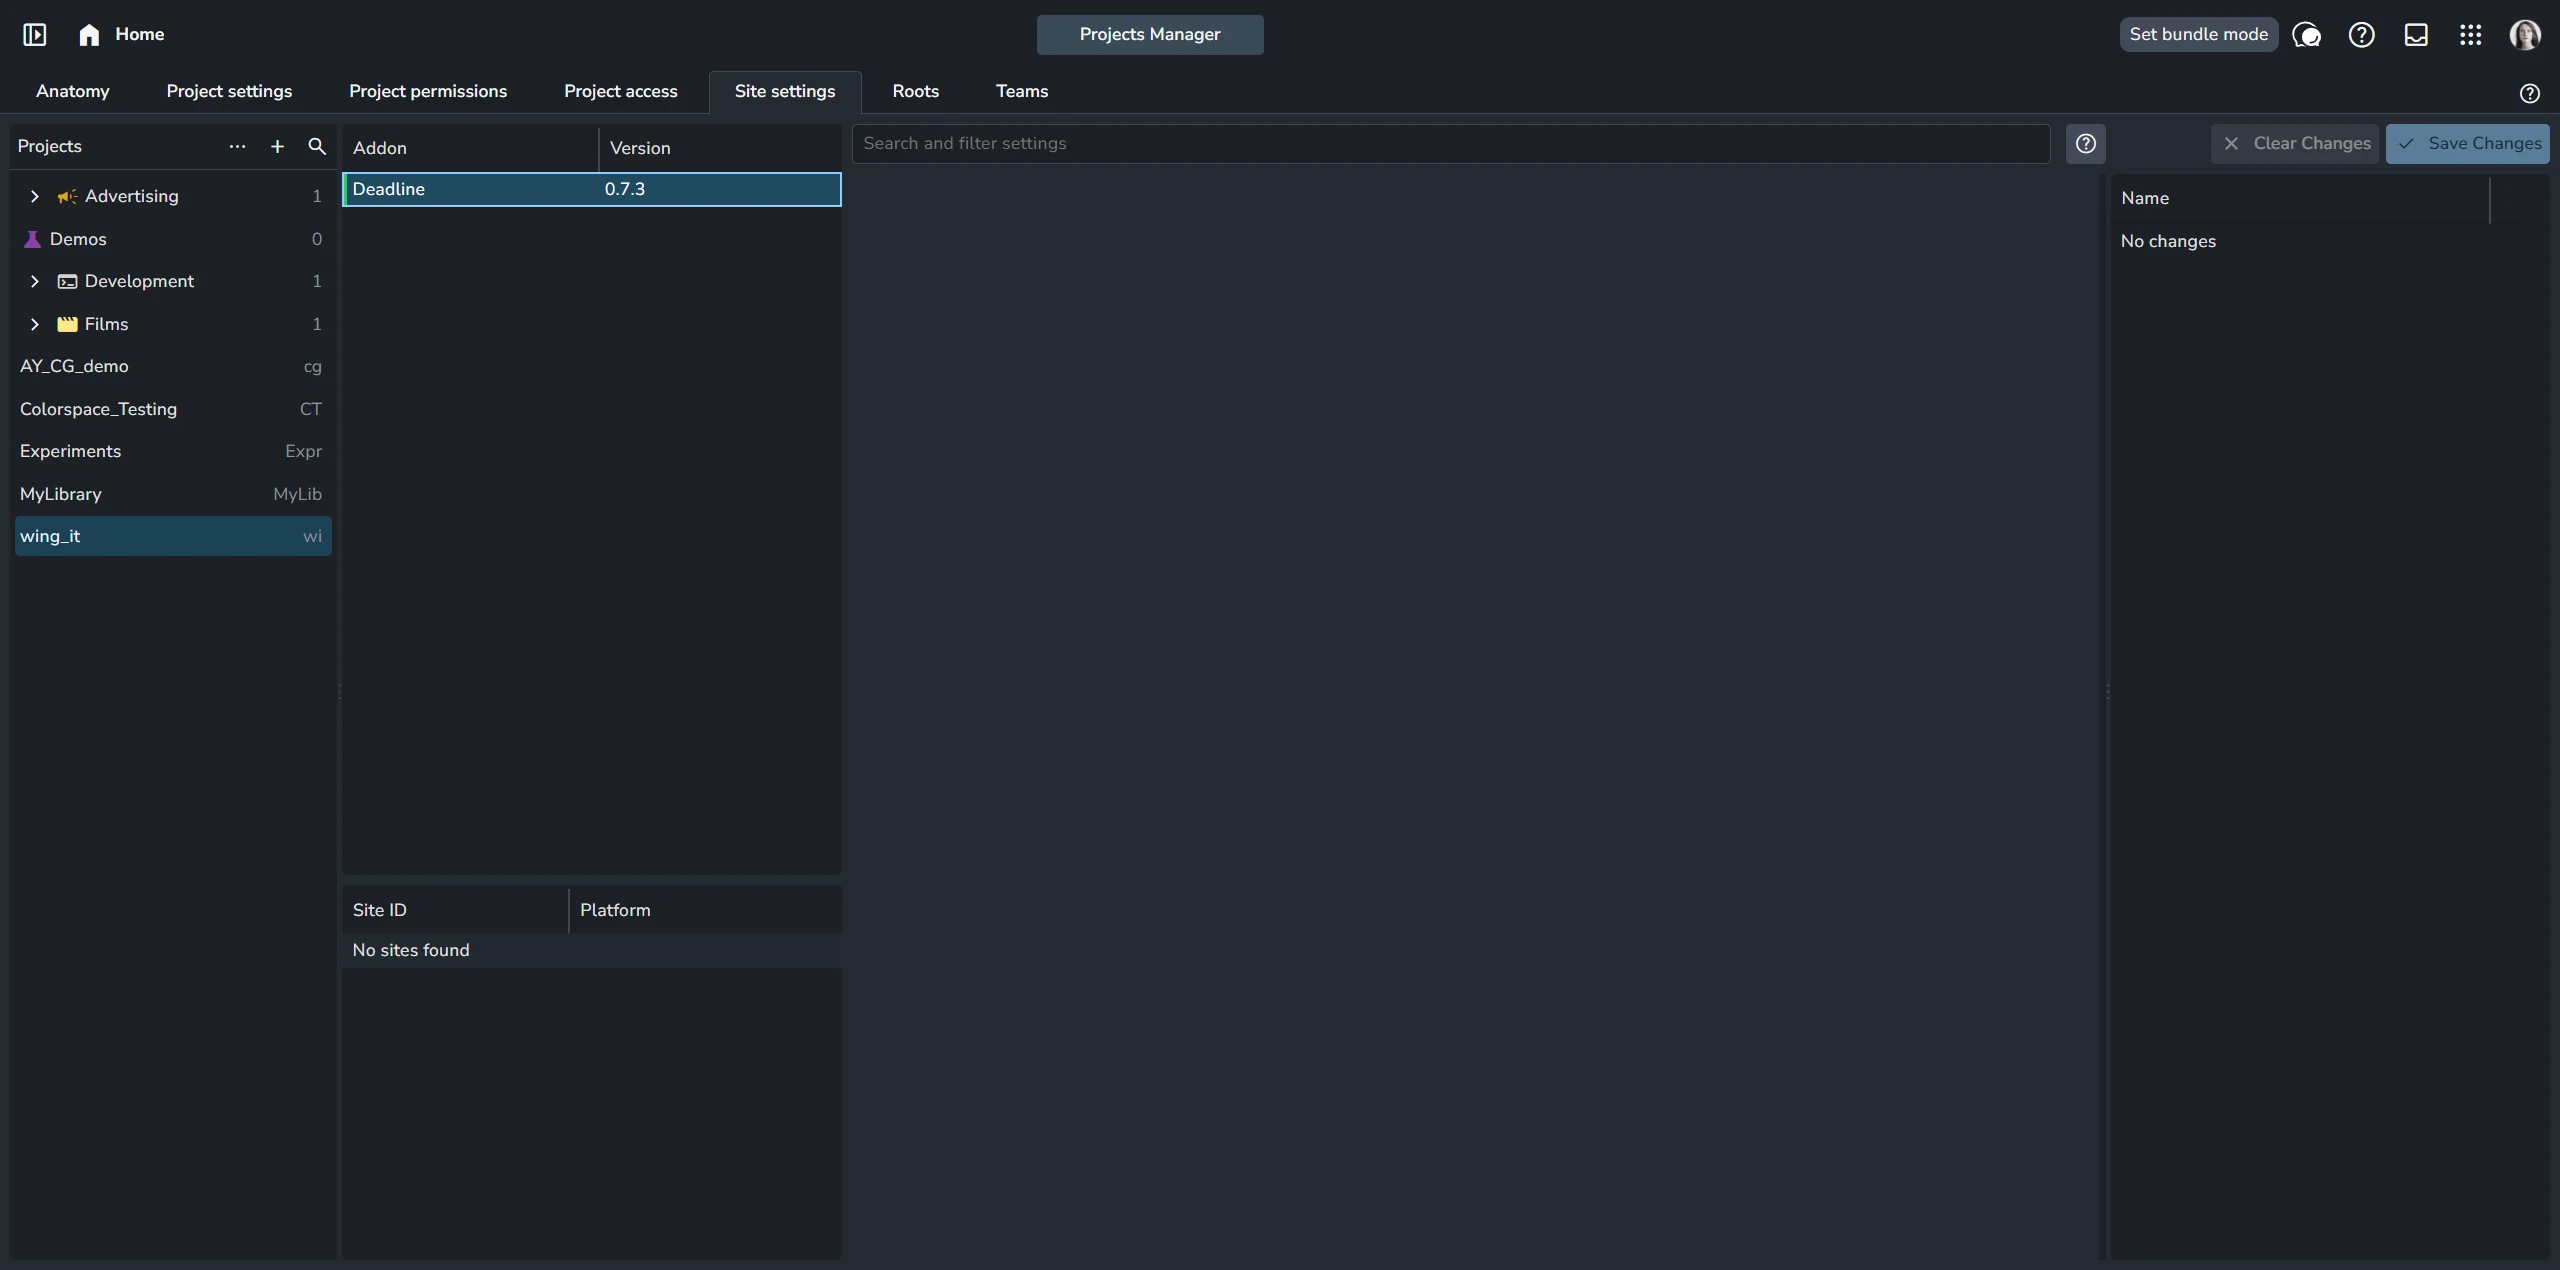 Home
Projects Manager
Set bundle mode
Anatomy
Project settings
Project permissions
Project access
Site settings
Roots
Teams
Projects
Advertising 1
Demos 0
Development 1
Films 1
AY_CG_demo cg
Colorspace_Testing CT
Experiments Expr
MyLibrary MyLib
wing_it wi
Addon Version
Deadline 0.7.3
Site ID Platform
No sites found
Search and filter settings
Clear Changes
Save Changes
Name
No changes